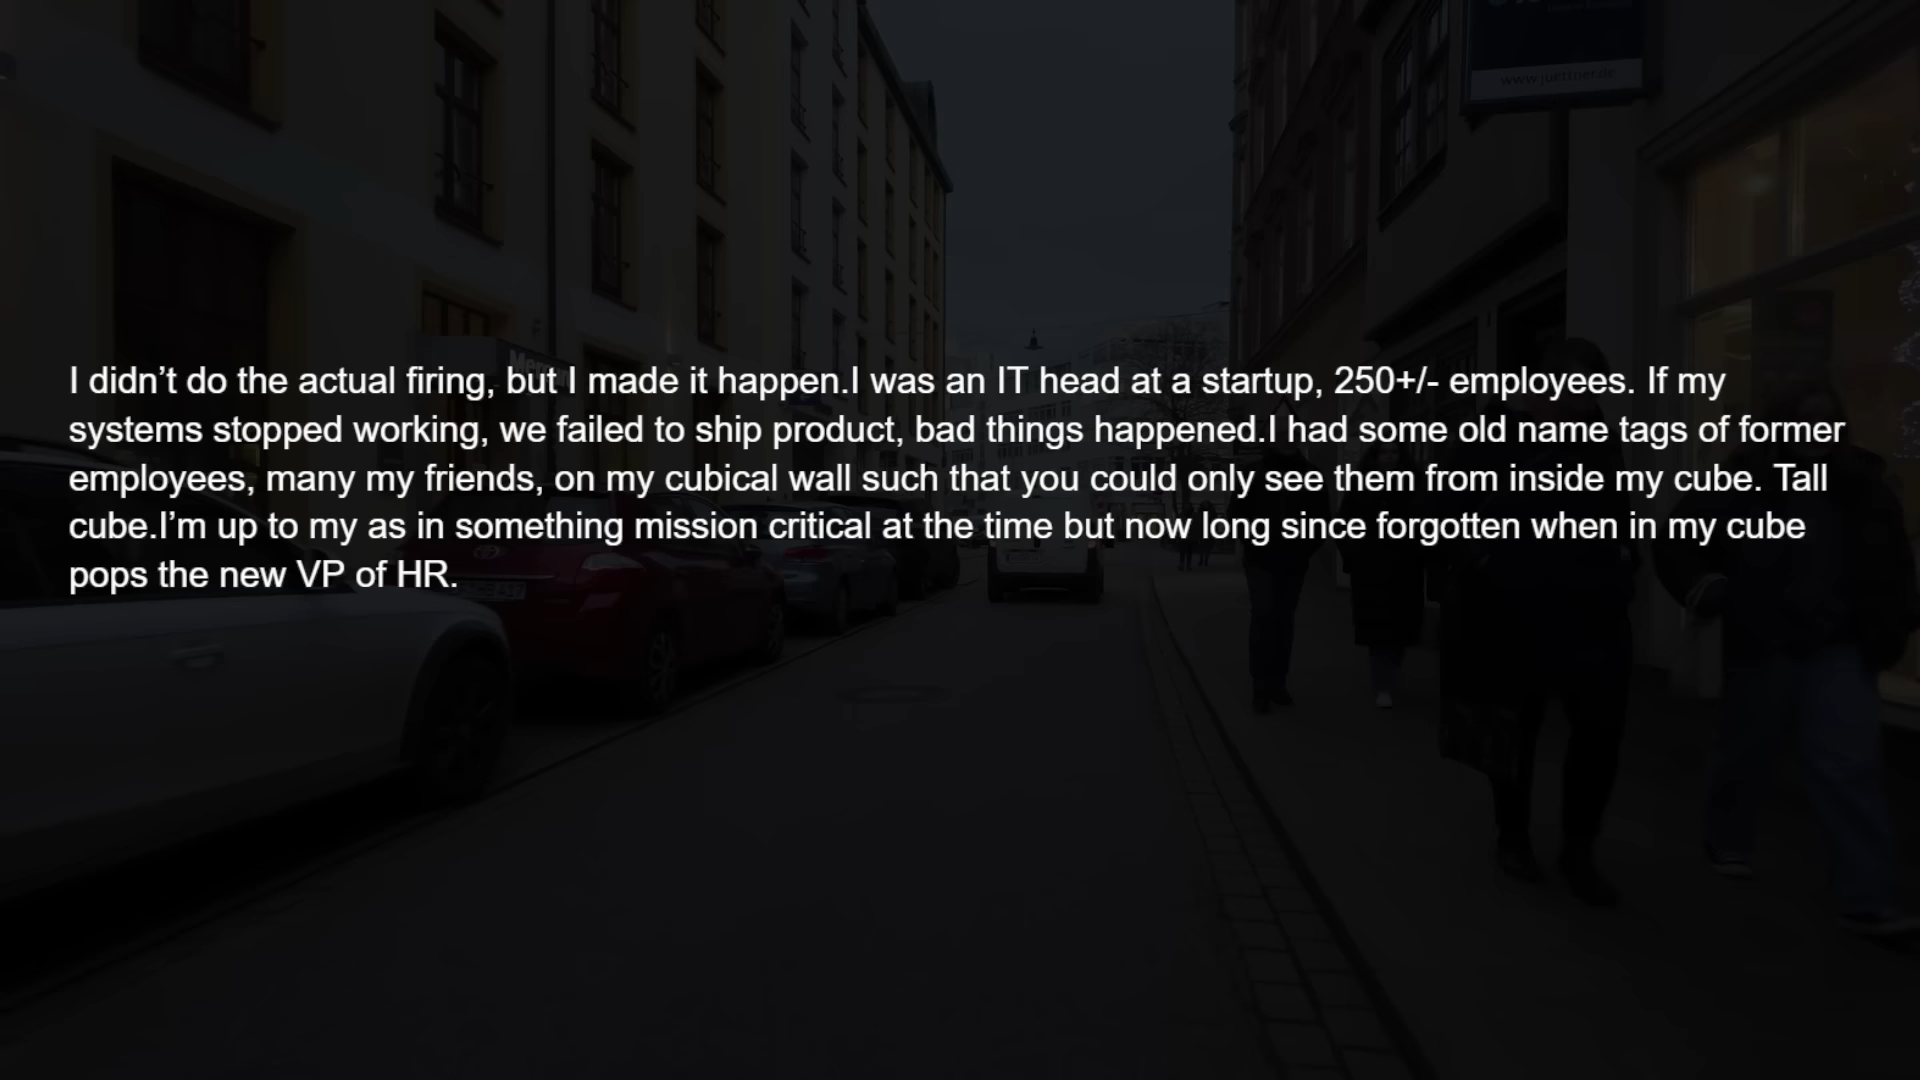 www.juettner.de
I didn’t do the actual firing, but I made it happen.I was an IT head at a startup, 250+/- employees. If my
systems stopped working, we failed to ship product, bad things happened.I had some old name tags of former
employees, many my friends, on my cubical wall such that you could only see them from inside my cube. Tall
cube.I’m up to my as in something mission critical at the time but now long since forgotten when in my cube
pops the new VP of HR.